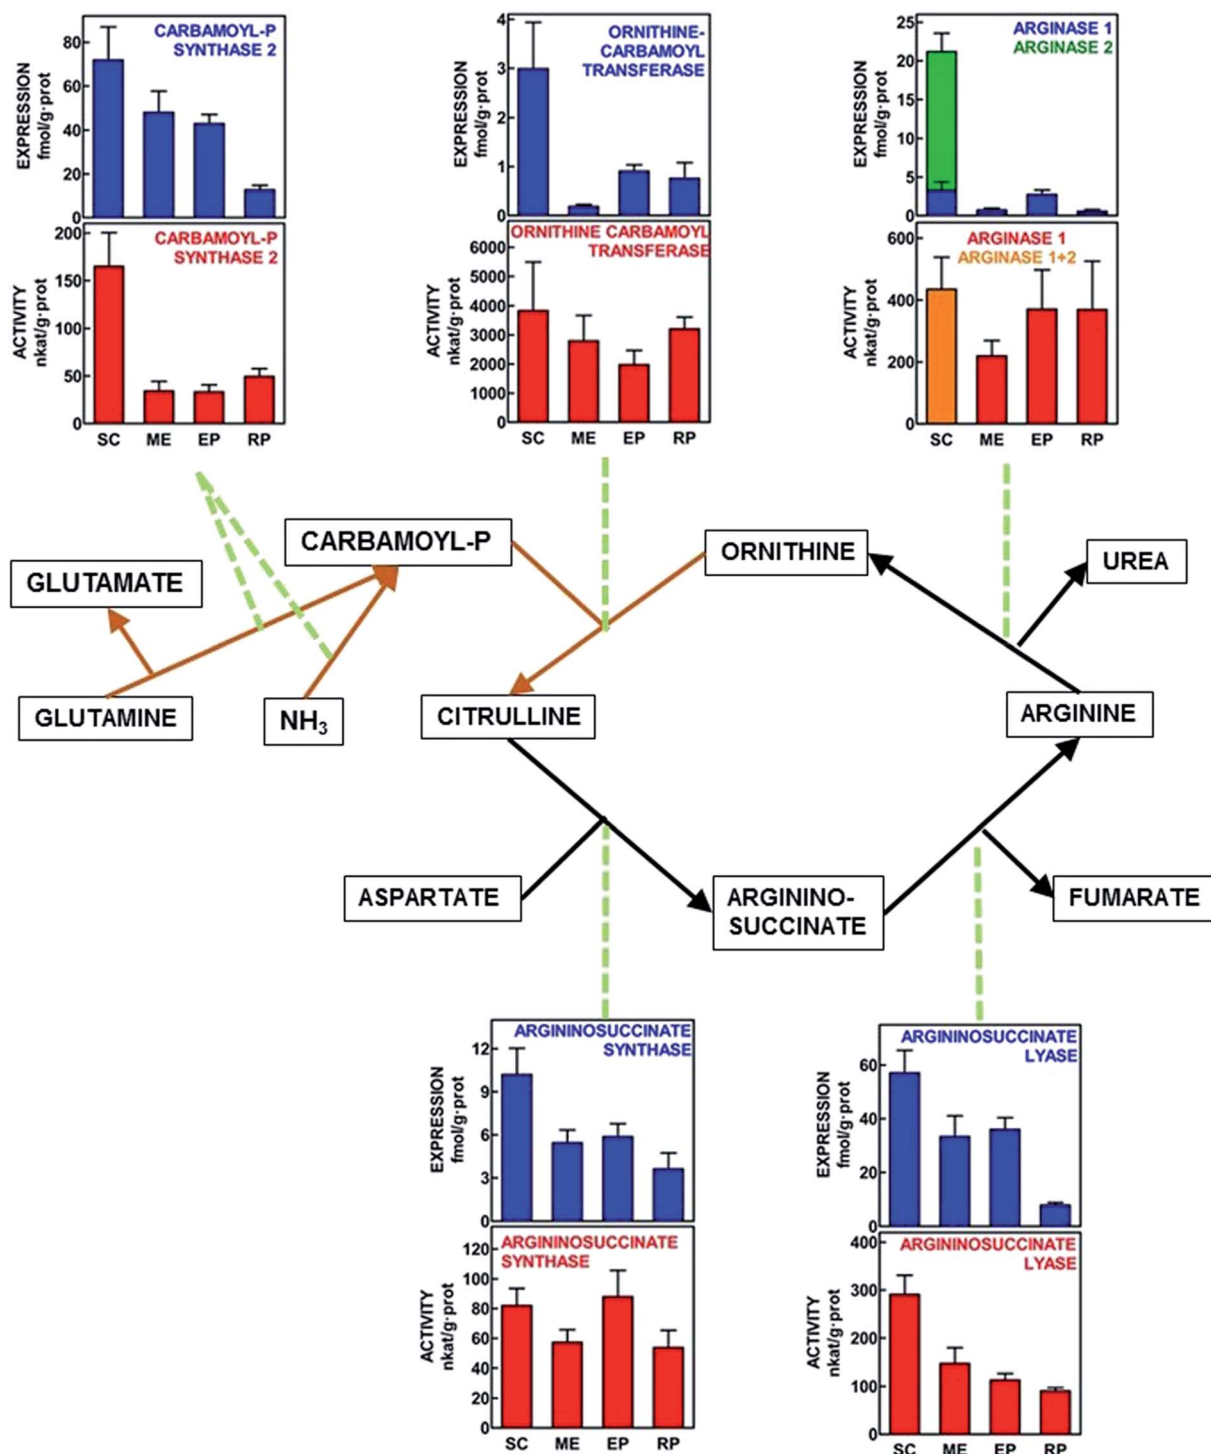 CARBAMOYL-P
SYNTHASE 2
EXPRESSION
fmol/g·prot
80
60
40
20
0
CARBAMOYL-P
SYNTHASE 2
ACTIVITY
nkat/g·prot
200
150
100
50
0
SC ME EP RP
ORNITHINE-
CARBAMOYL
TRANSFERASE
EXPRESSION
fmol/g·prot
4
3
2
1
0
ORNITHINE CARBAMOYL
TRANSFERASE
ACTIVITY
nkat/g·prot
6000
5000
4000
3000
2000
1000
0
SC ME EP RP
ARGINASE 1
ARGINASE 2
EXPRESSION
fmol/g·prot
25
20
15
10
5
0
ARGINASE 1
ARGINASE 1+2
ACTIVITY
nkat/g·prot
600
400
200
0
SC ME EP RP
CARBAMOYL-P
ORNITHINE
UREA
GLUTAMATE
GLUTAMINE
NH₃
CITRULLINE
ARGININE
ASPARTATE
ARGININO-
SUCCINATE
FUMARATE
ARGININOSUCCINATE
SYNTHASE
EXPRESSION
fmol/g·prot
12
9
6
3
0
ARGININOSUCCINATE
SYNTHASE
ACTIVITY
nkat/g·prot
120
100
80
60
40
20
0
SC ME EP RP
ARGININOSUCCINATE
LYASE
EXPRESSION
fmol/g·prot
60
40
20
0
ARGININOSUCCINATE
LYASE
ACTIVITY
nkat/g·prot
400
300
200
100
0
SC ME EP RP